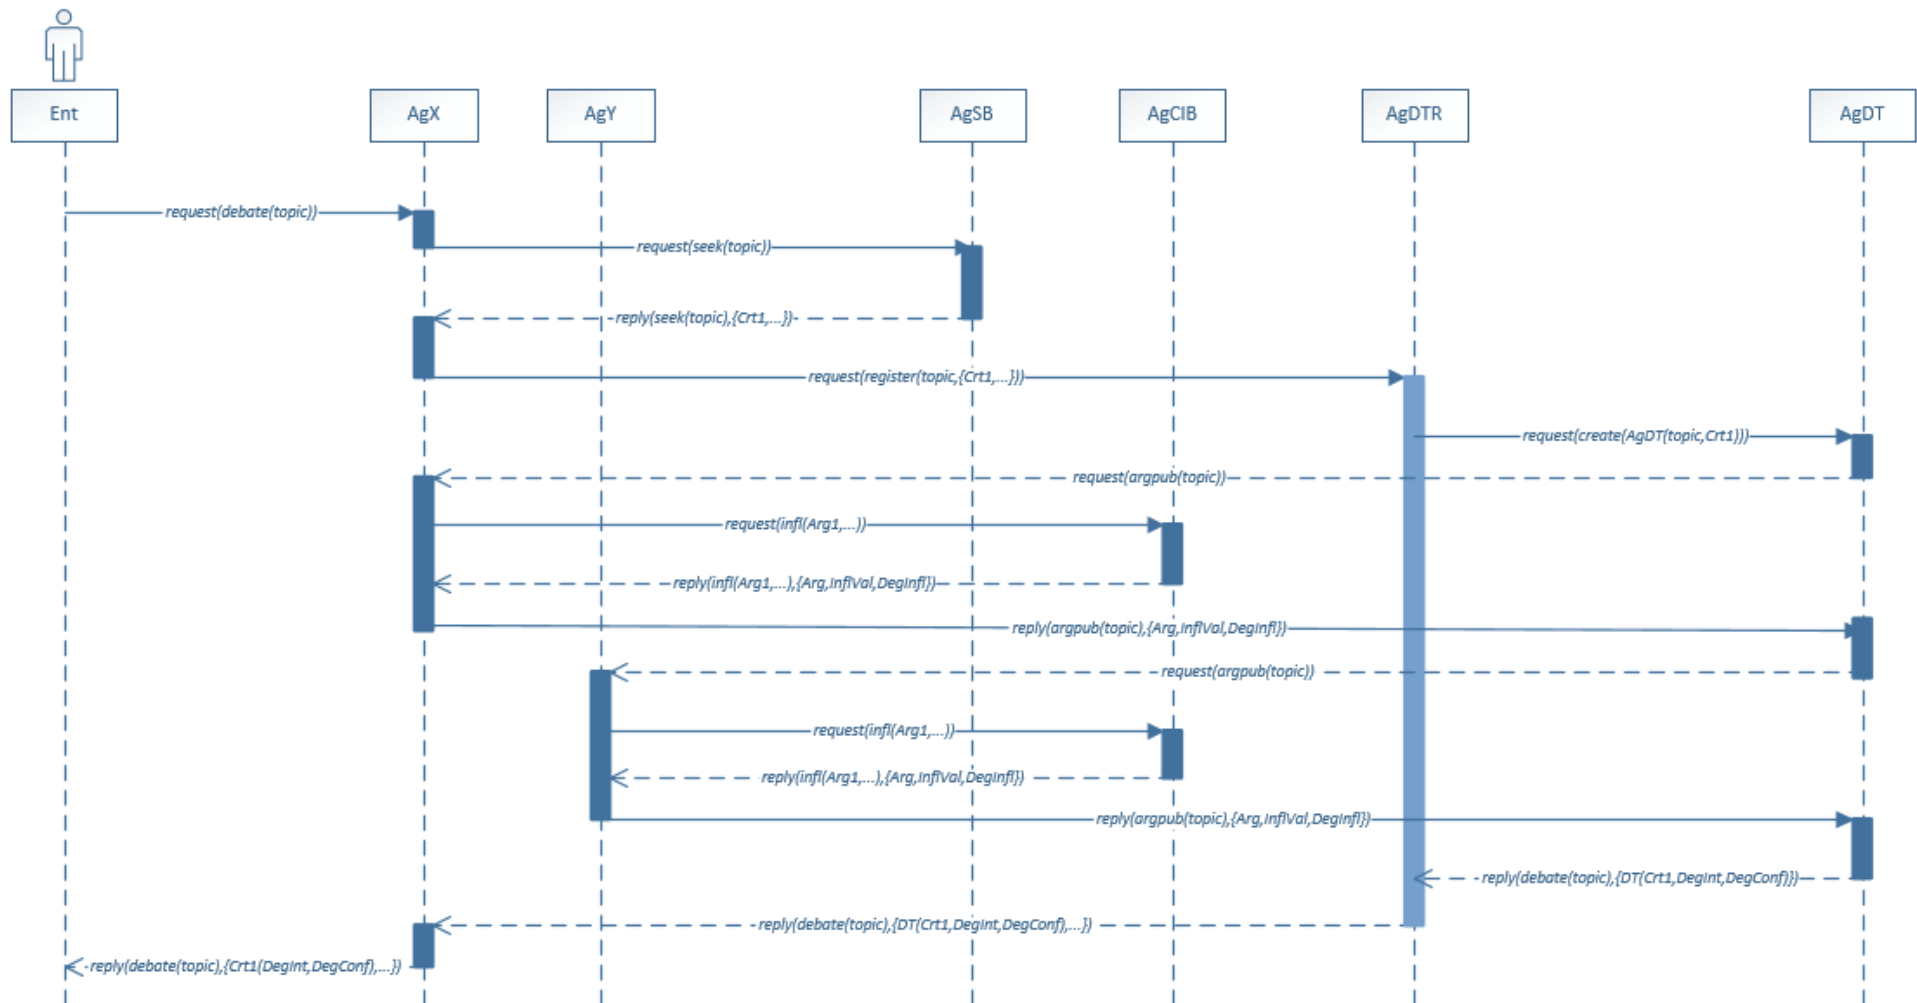 Ent
AgX
AgY
AgSB
AgCIB
AgDTR
AgDT
request(debate(topic))
request(seek(topic))
reply(seek(topic),{Crt1,...})
request(register(topic,{Crt1,...}))
request(create(AgDT(topic,Crt1)))
request(argpub(topic))
request(infl(Arg1,...))
reply(infl(Arg1,...),{Arg,InflVal,DegInfl})
reply(argpub(topic),{Arg,InflVal,DegInfl})
request(argpub(topic))
request(infl(Arg1,...))
reply(infl(Arg1,...),{Arg,InflVal,DegInfl})
reply(argpub(topic),{Arg,InflVal,DegInfl})
reply(debate(topic),{DT(Crt1,DegInt,DegConf)})
reply(debate(topic),{DT(Crt1,DegInt,DegConf),...})
reply(debate(topic),{Crt1(DegInt,DegConf),...})